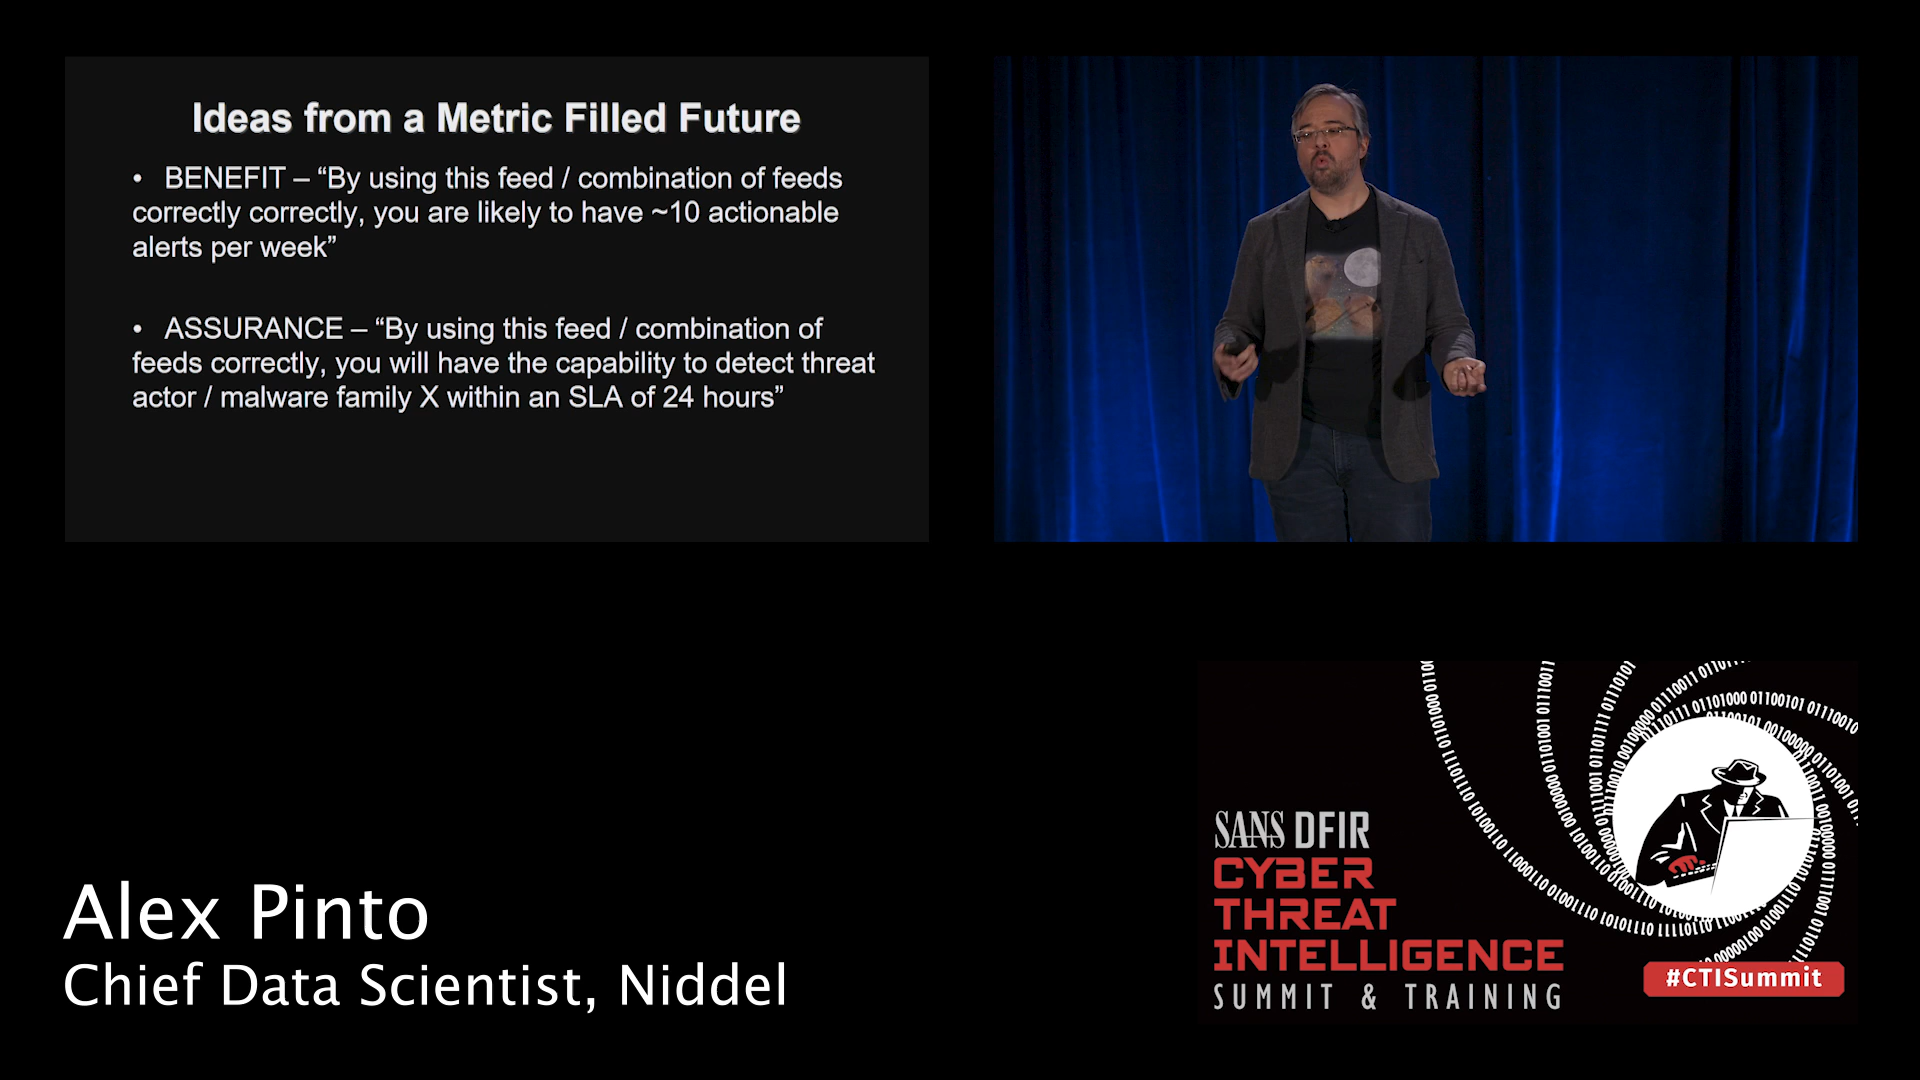 Ideas from a Metric Filled Future
• BENEFIT – “By using this feed / combination of feeds
correctly correctly, you are likely to have ~10 actionable
alerts per week”
• ASSURANCE – “By using this feed / combination of
feeds correctly, you will have the capability to detect threat
actor / malware family X within an SLA of 24 hours”
Alex Pinto
Chief Data Scientist, Niddel
SANS DFIR
CYBER
THREAT
INTELLIGENCE
SUMMIT & TRAINING
#CTISummit